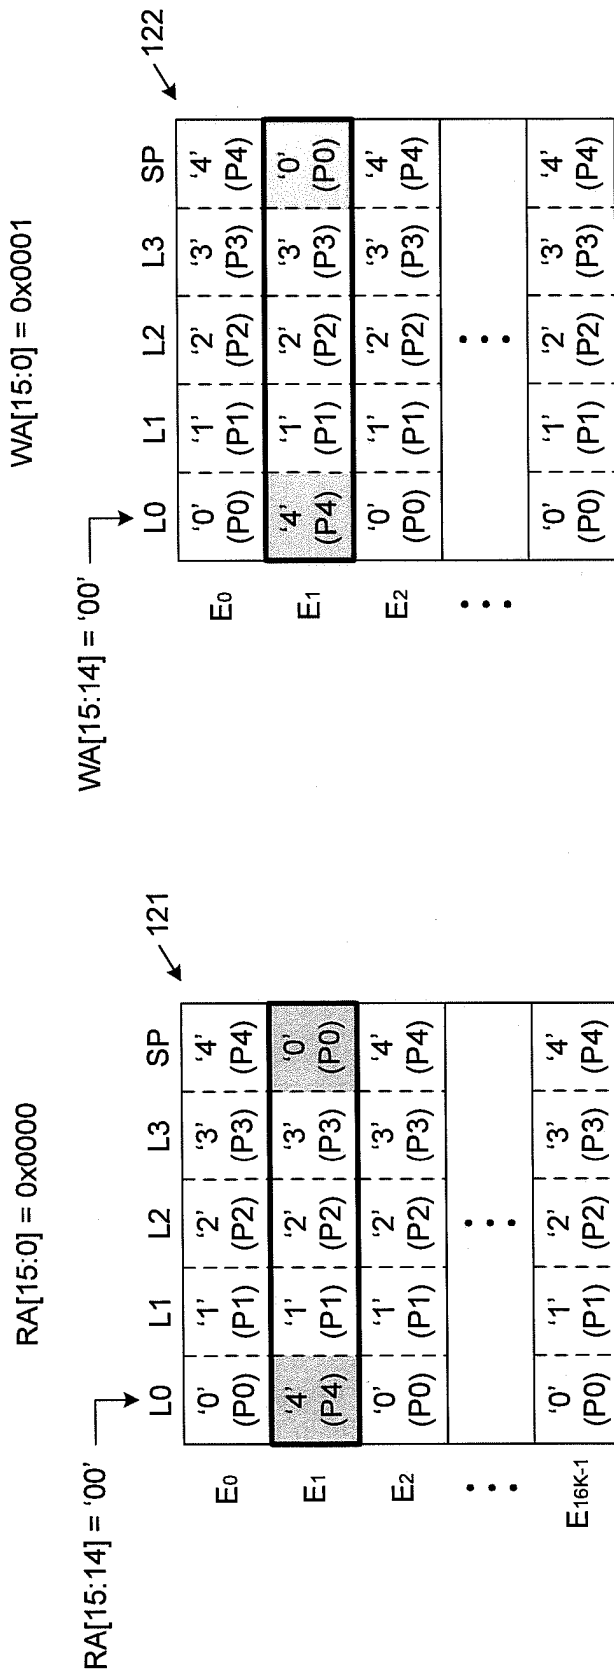 RA[15:0] = 0x0000
RA[15:14] = ‘00’
121
L0 L1 L2 L3 SP
E0 ‘0’ (P0) ‘1’ (P1) ‘2’ (P2) ‘3’ (P3) ‘4’ (P4)
E1 ‘4’ (P4) ‘1’ (P1) ‘2’ (P2) ‘3’ (P3) ‘0’ (P0)
E2 ‘0’ (P0) ‘1’ (P1) ‘2’ (P2) ‘3’ (P3) ‘4’ (P4)
E16K-1 ‘0’ (P0) ‘1’ (P1) ‘2’ (P2) ‘3’ (P3) ‘4’ (P4)
WA[15:0] = 0x0001
WA[15:14] = ‘00’
122
L0 L1 L2 L3 SP
E0 ‘0’ (P0) ‘1’ (P1) ‘2’ (P2) ‘3’ (P3) ‘4’ (P4)
E1 ‘4’ (P4) ‘1’ (P1) ‘2’ (P2) ‘3’ (P3) ‘0’ (P0)
E2 ‘0’ (P0) ‘1’ (P1) ‘2’ (P2) ‘3’ (P3) ‘4’ (P4)
‘0’ (P0) ‘1’ (P1) ‘2’ (P2) ‘3’ (P3) ‘4’ (P4)